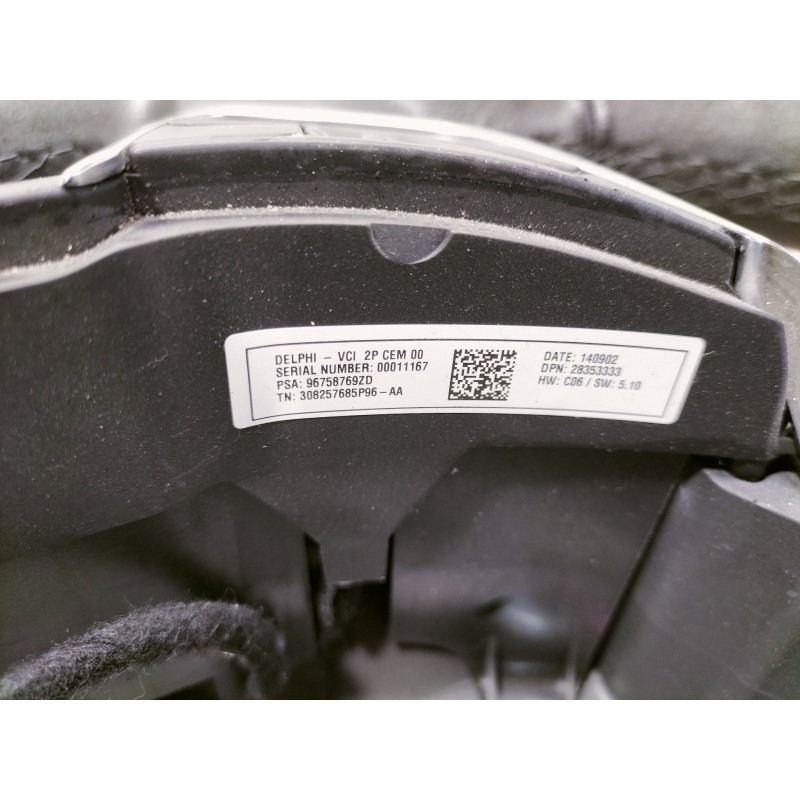 DELPHI - VCI 2P CEM 00
SERIAL NUMBER: 00011167
PSA: 96758769ZD
TN: 308257685P96-AA
DATE: 140902
DPN: 28353333
HW: C06 / SW: 5.10